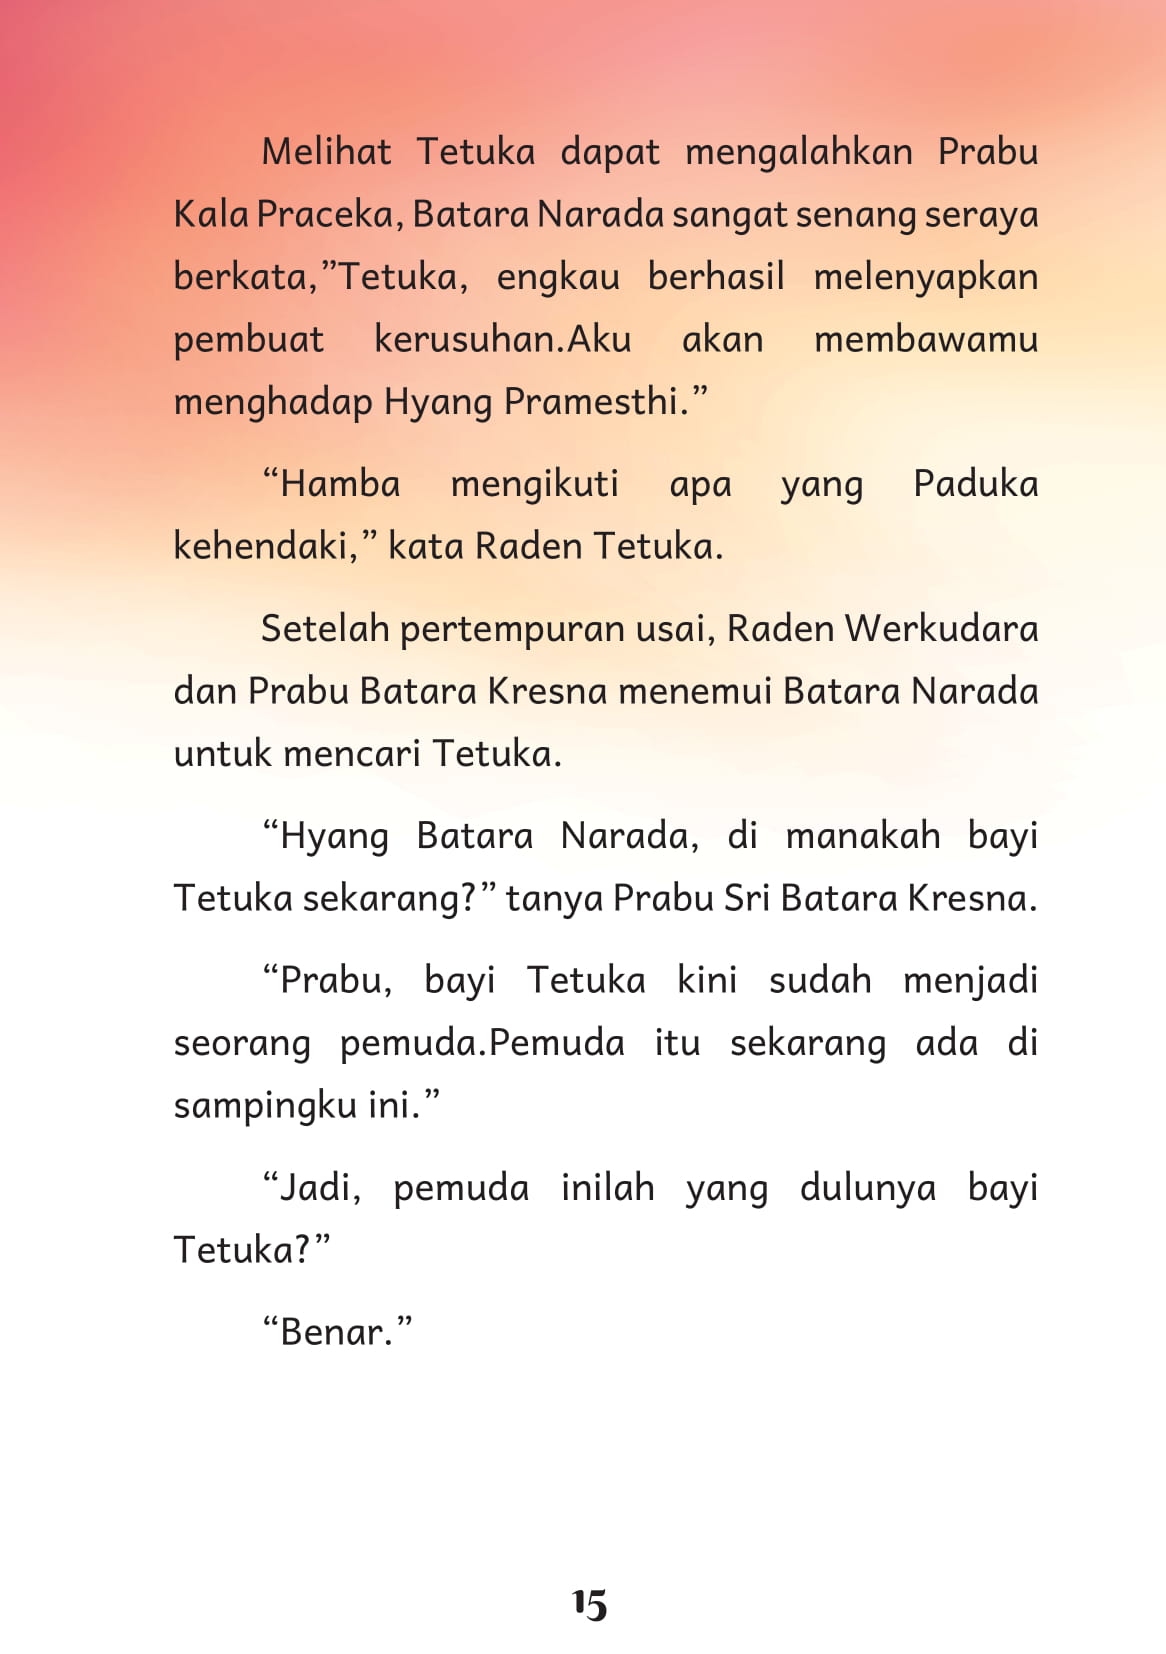 Melihat Tetuka dapat mengalahkan Prabu
Kala Praceka, Batara Narada sangat senang seraya
berkata,”Tetuka, engkau berhasil melenyapkan
pembuat kerusuhan.Aku akan membawamu
menghadap Hyang Pramesthi.”
“Hamba mengikuti apa yang Paduka
kehendaki,” kata Raden Tetuka.
Setelah pertempuran usai, Raden Werkudara
dan Prabu Batara Kresna menemui Batara Narada
untuk mencari Tetuka.
“Hyang Batara Narada, di manakah bayi
Tetuka sekarang?” tanya Prabu Sri Batara Kresna.
“Prabu, bayi Tetuka kini sudah menjadi
seorang pemuda.Pemuda itu sekarang ada di
sampingku ini.”
“Jadi, pemuda inilah yang dulunya bayi
Tetuka?”
“Benar.”
15